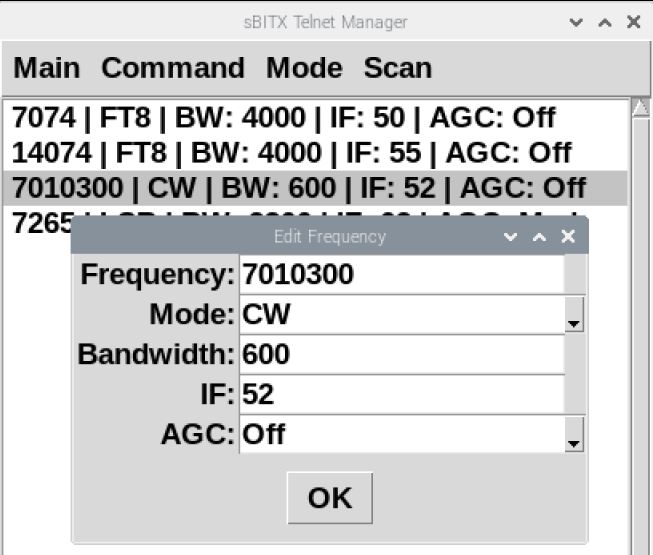 sBITX Telnet Manager
Main Command Mode Scan
7074 | FT8 | BW: 4000 | IF: 50 | AGC: Off
14074 | FT8 | BW: 4000 | IF: 55 | AGC: Off
7010300 | CW | BW: 600 | IF: 52 | AGC: Off
7265
Edit Frequency
Frequency: 7010300
Mode: CW
Bandwidth: 600
IF: 52
AGC: Off
OK